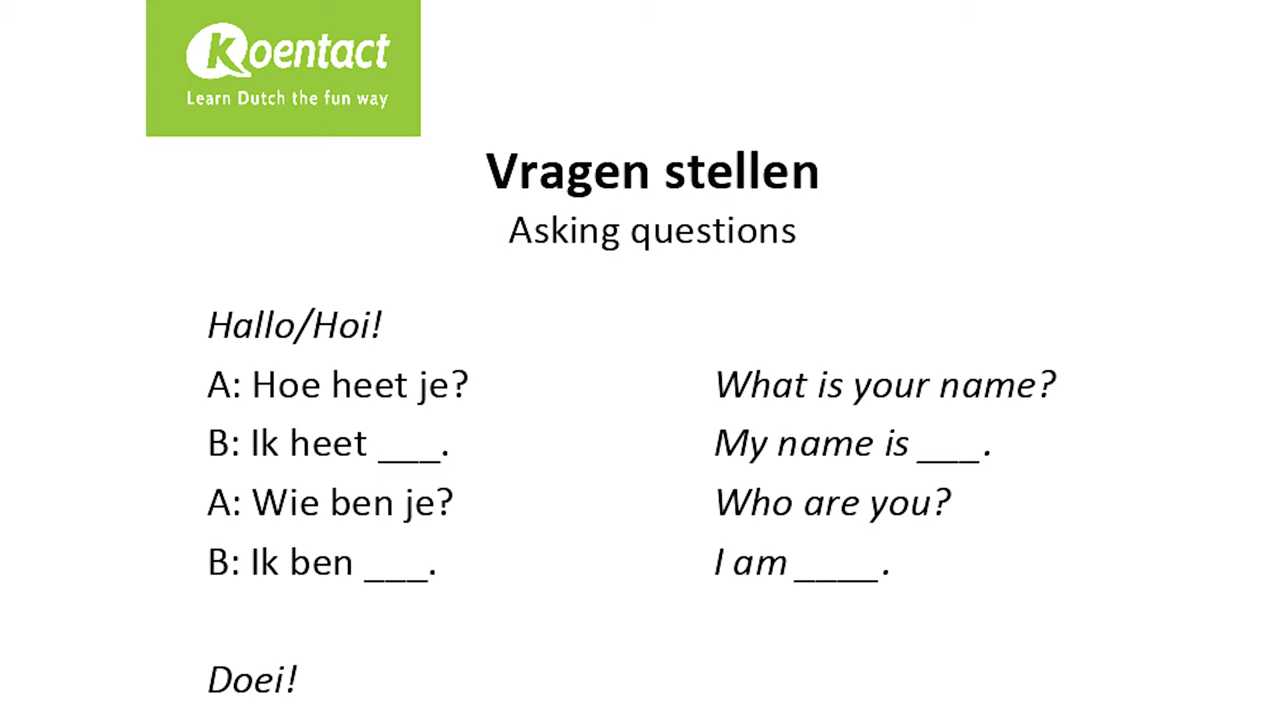 Koentact
Learn Dutch the fun way
Vragen stellen
Asking questions
Hallo/Hoi!
A: Hoe heet je? What is your name?
B: Ik heet ___. My name is ___.
A: Wie ben je? Who are you?
B: Ik ben ___. I am ____.
Doei!